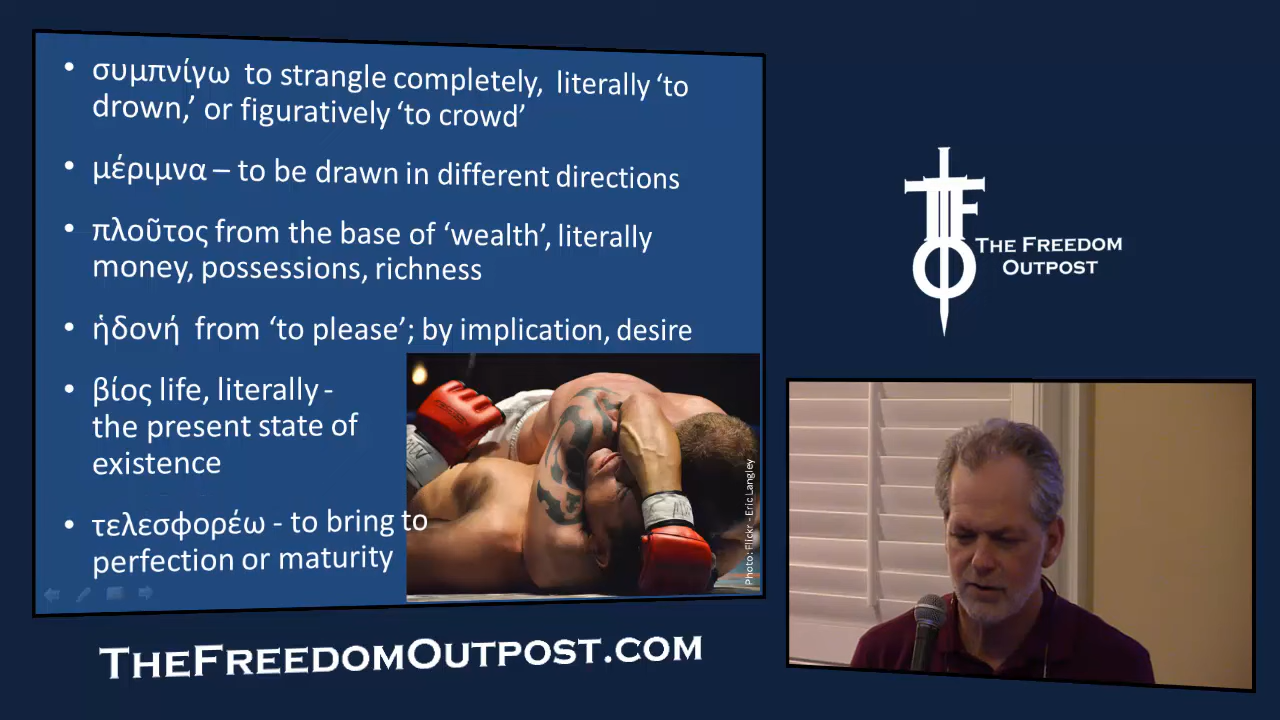 • συμπνίγω to strangle completely, literally ‘to
drown,’ or figuratively ‘to crowd’
• μέριμνα – to be drawn in different directions
• πλοῦτος from the base of ‘wealth’, literally
money, possessions, richness
• ἡδονή from ‘to please’; by implication, desire
• βίος life, literally -
the present state of
existence
• τελεσφορέω - to bring to
perfection or maturity
Photo: Flickr - Eric Langley
THE FREEDOM
OUTPOST
THEFREEDOMOUTPOST.COM